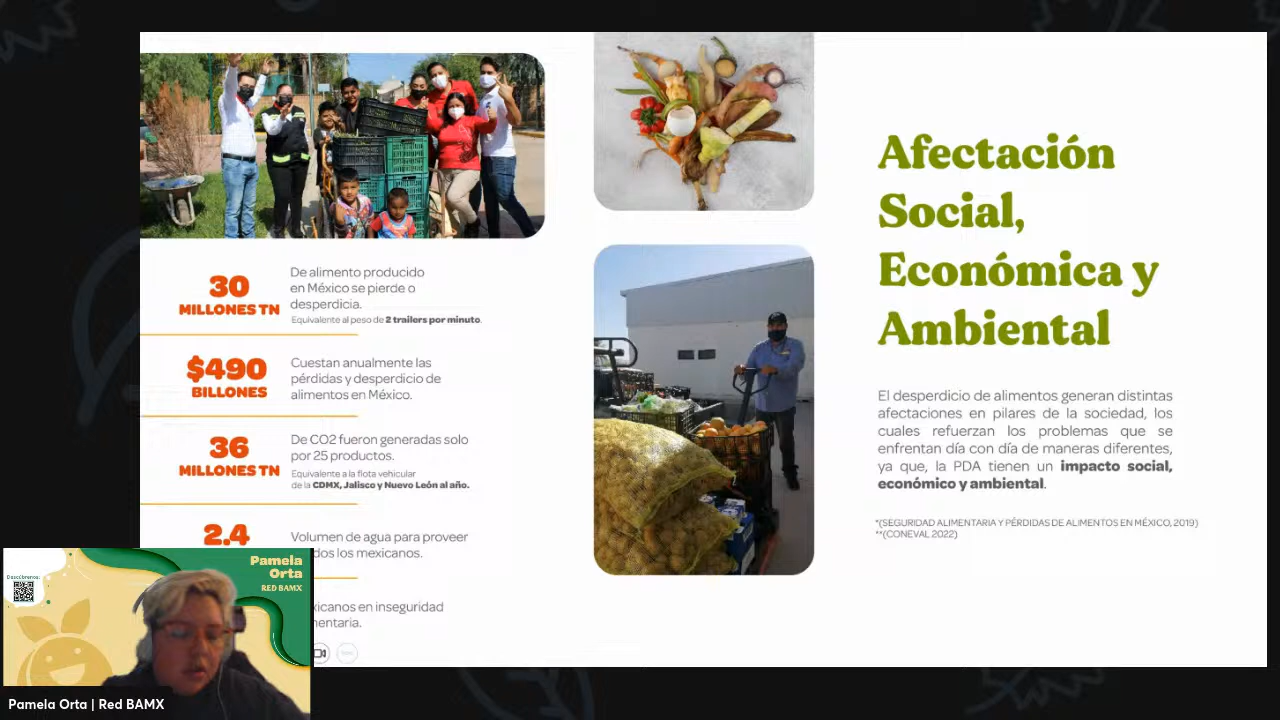 30
MILLONES TN
De alimento producido
en México se pierde o
desperdicia.
Equivalente al peso de 2 trailers por minuto.
$490
BILLONES
Cuestan anualmente las
pérdidas y desperdicio de
alimentos en México.
36
MILLONES TN
De CO2 fueron generadas solo
por 25 productos.
Equivalente a la flota vehicular
de la CDMX, Jalisco y Nuevo León al año.
2.4
Volumen de agua para proveer
dos los mexicanos.
xicanos en inseguridad
mentaria.
Afectación
Social,
Económica y
Ambiental
El desperdicio de alimentos generan distintas
afectaciones en pilares de la sociedad, los
cuales refuerzan los problemas que se
enfrentan día con día de maneras diferentes,
ya que, la PDA tienen un impacto social,
económico y ambiental.
*(SEGURIDAD ALIMENTARIA Y PÉRDIDAS DE ALIMENTOS EN MÉXICO, 2019)
**(CONEVAL 2022)
Descúbrenos:
Pamela
Orta
RED BAMX
Pamela Orta | Red BAMX